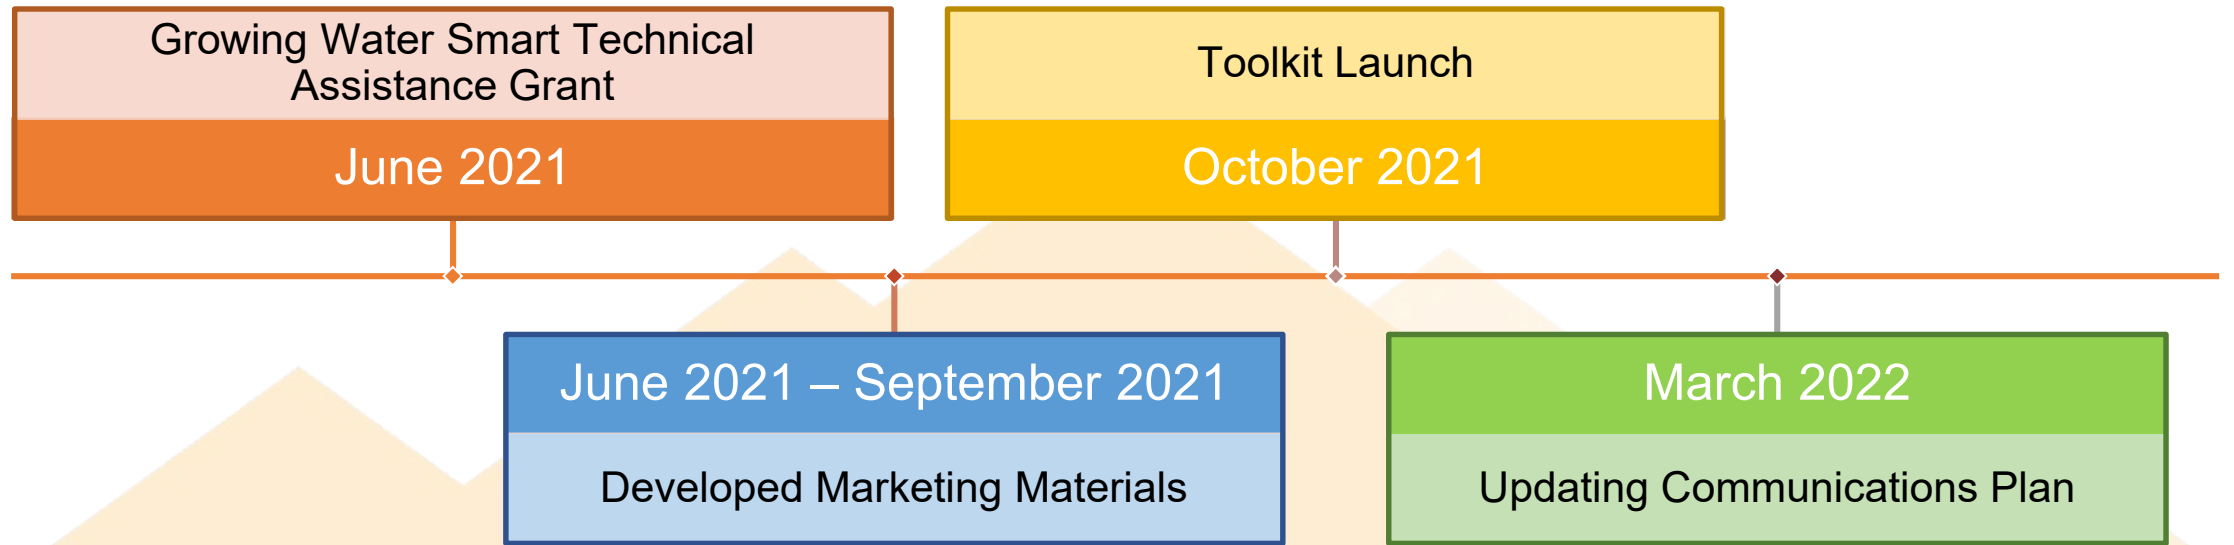 Growing Water Smart Technical
Assistance Grant
June 2021
Toolkit Launch
October 2021
June 2021 – September 2021
Developed Marketing Materials
March 2022
Updating Communications Plan